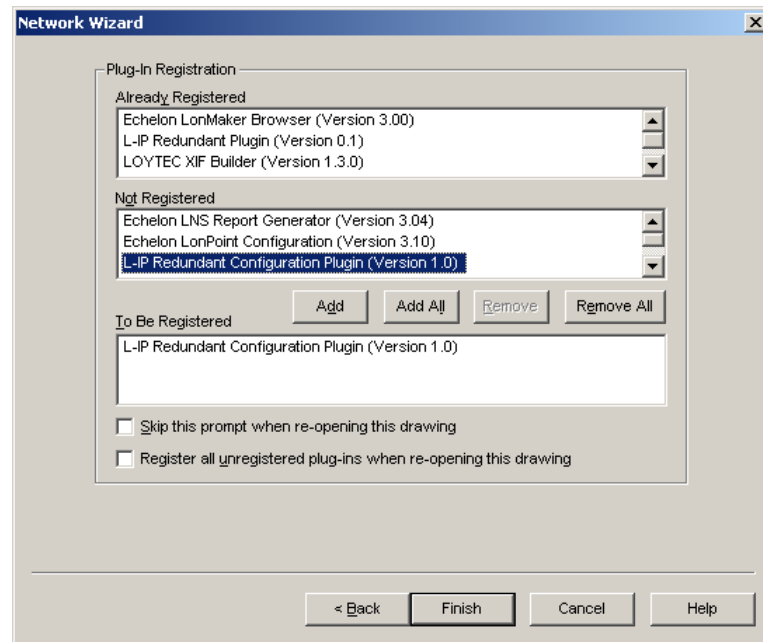 Network Wizard
Plug-In Registration
Already Registered
Echelon LonMaker Browser (Version 3.00)
L-IP Redundant Plugin (Version 0.1)
LOYTEC XIF Builder (Version 1.3.0)
Not Registered
Echelon LNS Report Generator (Version 3.04)
Echelon LonPoint Configuration (Version 3.10)
L-IP Redundant Configuration Plugin (Version 1.0)
Add Add All Remove Remove All
To Be Registered
L-IP Redundant Configuration Plugin (Version 1.0)
Skip this prompt when re-opening this drawing
Register all unregistered plug-ins when re-opening this drawing
< Back Finish Cancel Help